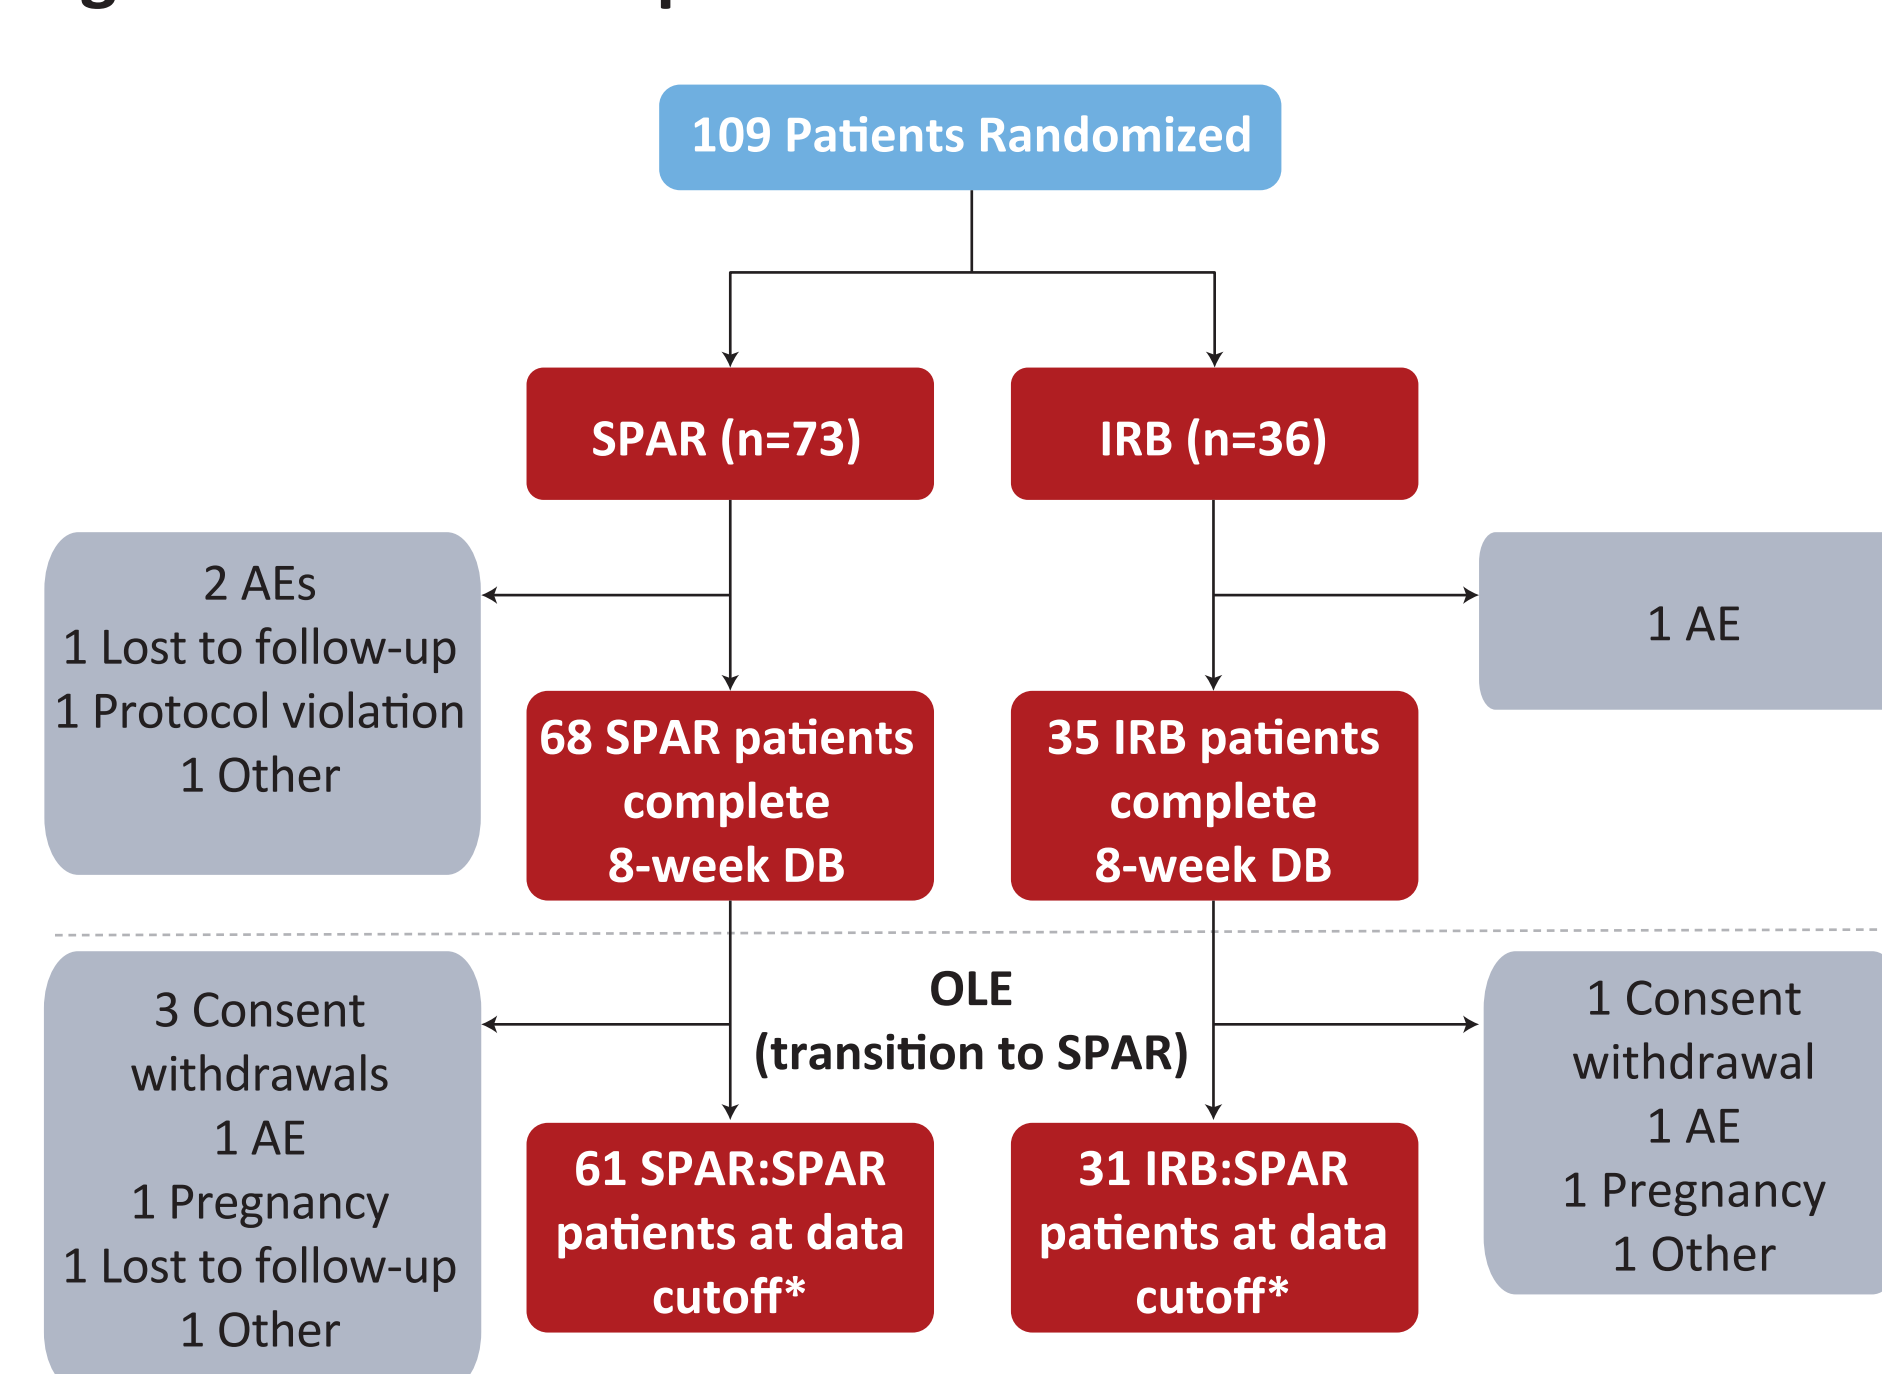 109 Patients Randomized
SPAR (n=73)
IRB (n=36)
2 AEs
1 Lost to follow-up
1 Protocol violation
1 Other
1 AE
68 SPAR patients
complete
8-week DB
35 IRB patients
complete
8-week DB
OLE
(transition to SPAR)
3 Consent
withdrawals
1 AE
1 Pregnancy
1 Lost to follow-up
1 Other
1 Consent
withdrawal
1 AE
1 Pregnancy
1 Other
61 SPAR:SPAR
patients at data
cutoff*
31 IRB:SPAR
patients at data
cutoff*